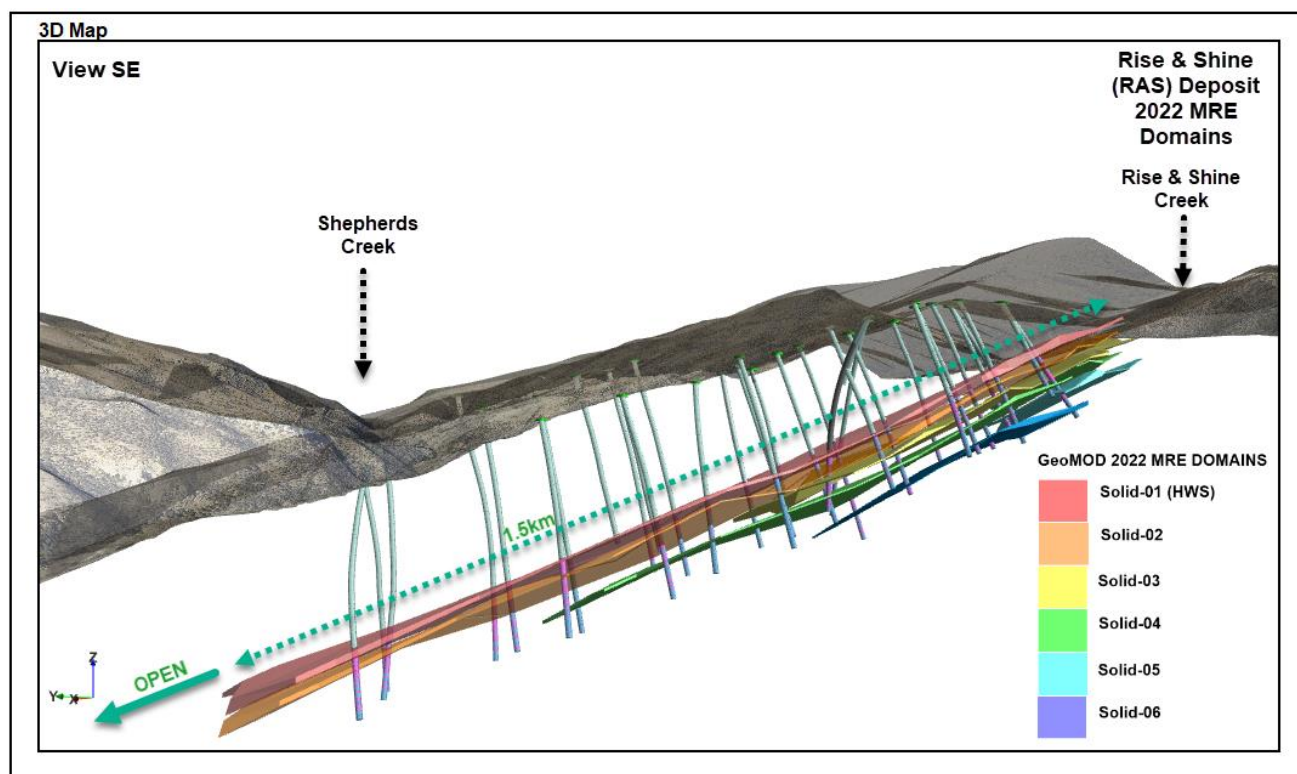 3D Map
View SE
Rise & Shine
(RAS) Deposit
2022 MRE
Domains
Rise & Shine
Creek
Shepherds
Creek
1.5km
OPEN
Z
Y
X
GeoMOD 2022 MRE DOMAINS
Solid-01 (HWS)
Solid-02
Solid-03
Solid-04
Solid-05
Solid-06